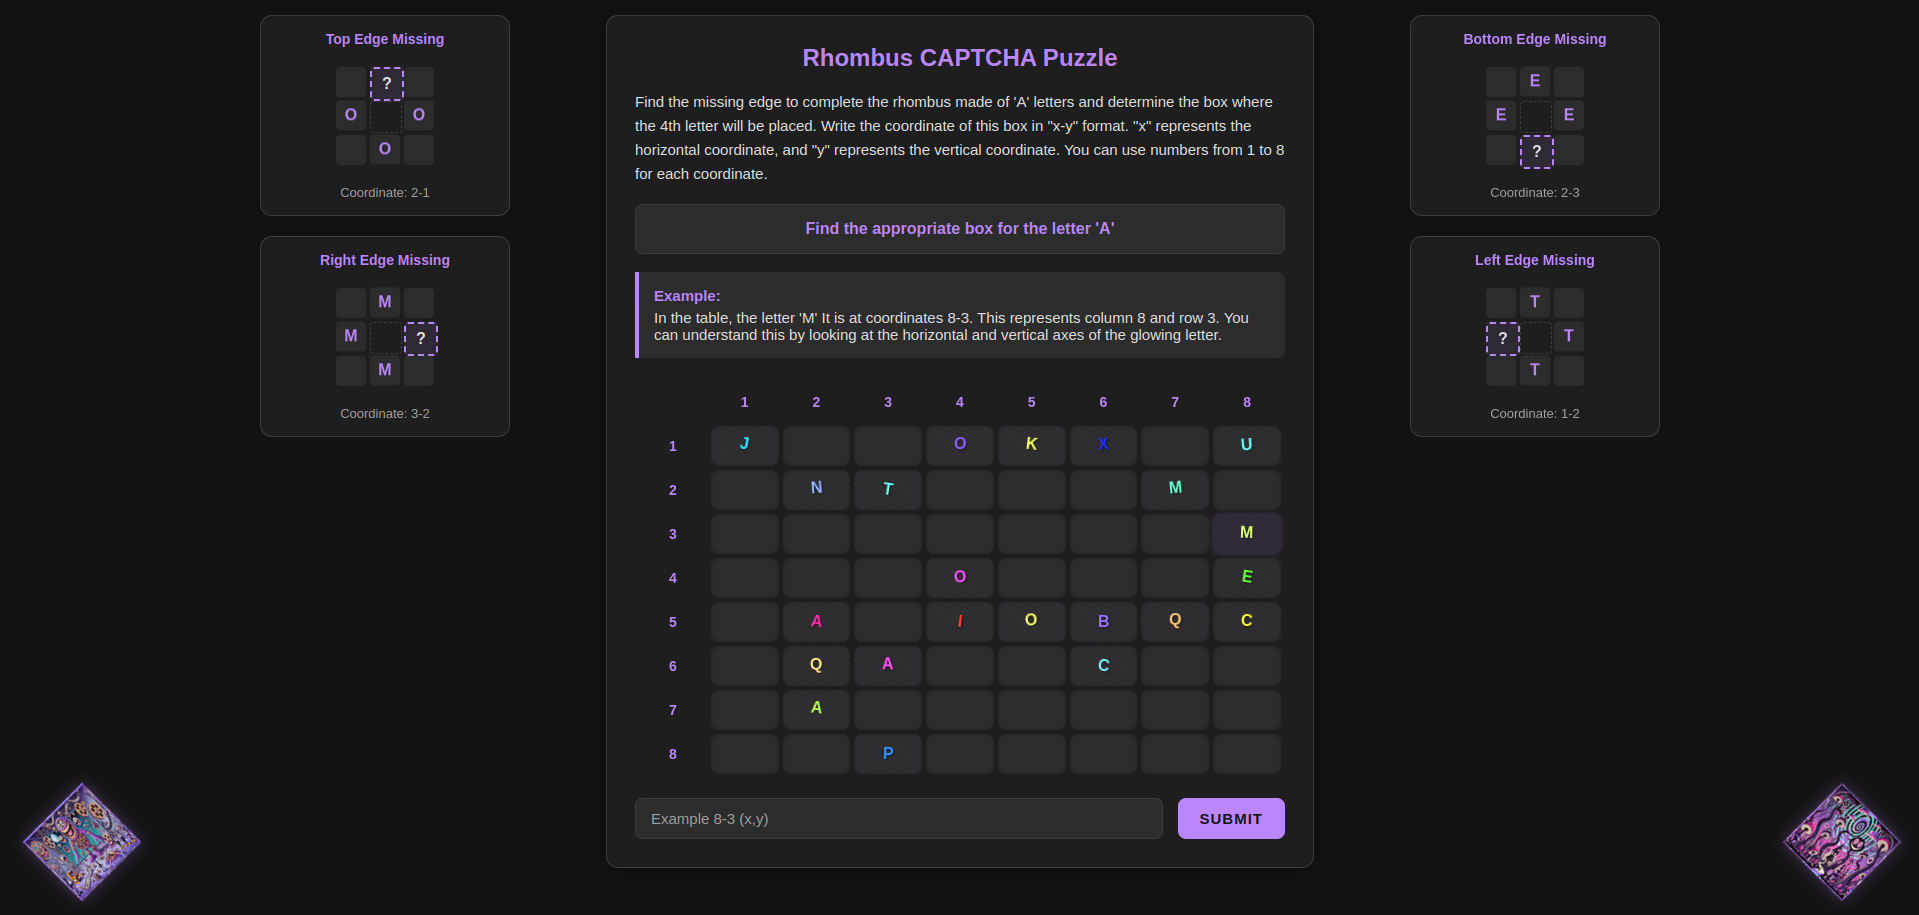 Top Edge Missing
?
O O
O
Coordinate: 2-1
Right Edge Missing
M
M ?
M
Coordinate: 3-2
Rhombus CAPTCHA Puzzle
Find the missing edge to complete the rhombus made of 'A' letters and determine the box where
the 4th letter will be placed. Write the coordinate of this box in "x-y" format. "x" represents the
horizontal coordinate, and "y" represents the vertical coordinate. You can use numbers from 1 to 8
for each coordinate.
Find the appropriate box for the letter 'A'
Example:
In the table, the letter 'M' It is at coordinates 8-3. This represents column 8 and row 3. You
can understand this by looking at the horizontal and vertical axes of the glowing letter.
1 2 3 4 5 6 7 8
1 J O K X U
2 N T M
3 M
4 O E
5 A I O B Q C
6 Q A C
7 A
8 P
Example 8-3 (x,y) SUBMIT
Bottom Edge Missing
E
E E
?
Coordinate: 2-3
Left Edge Missing
T
? T
T
Coordinate: 1-2